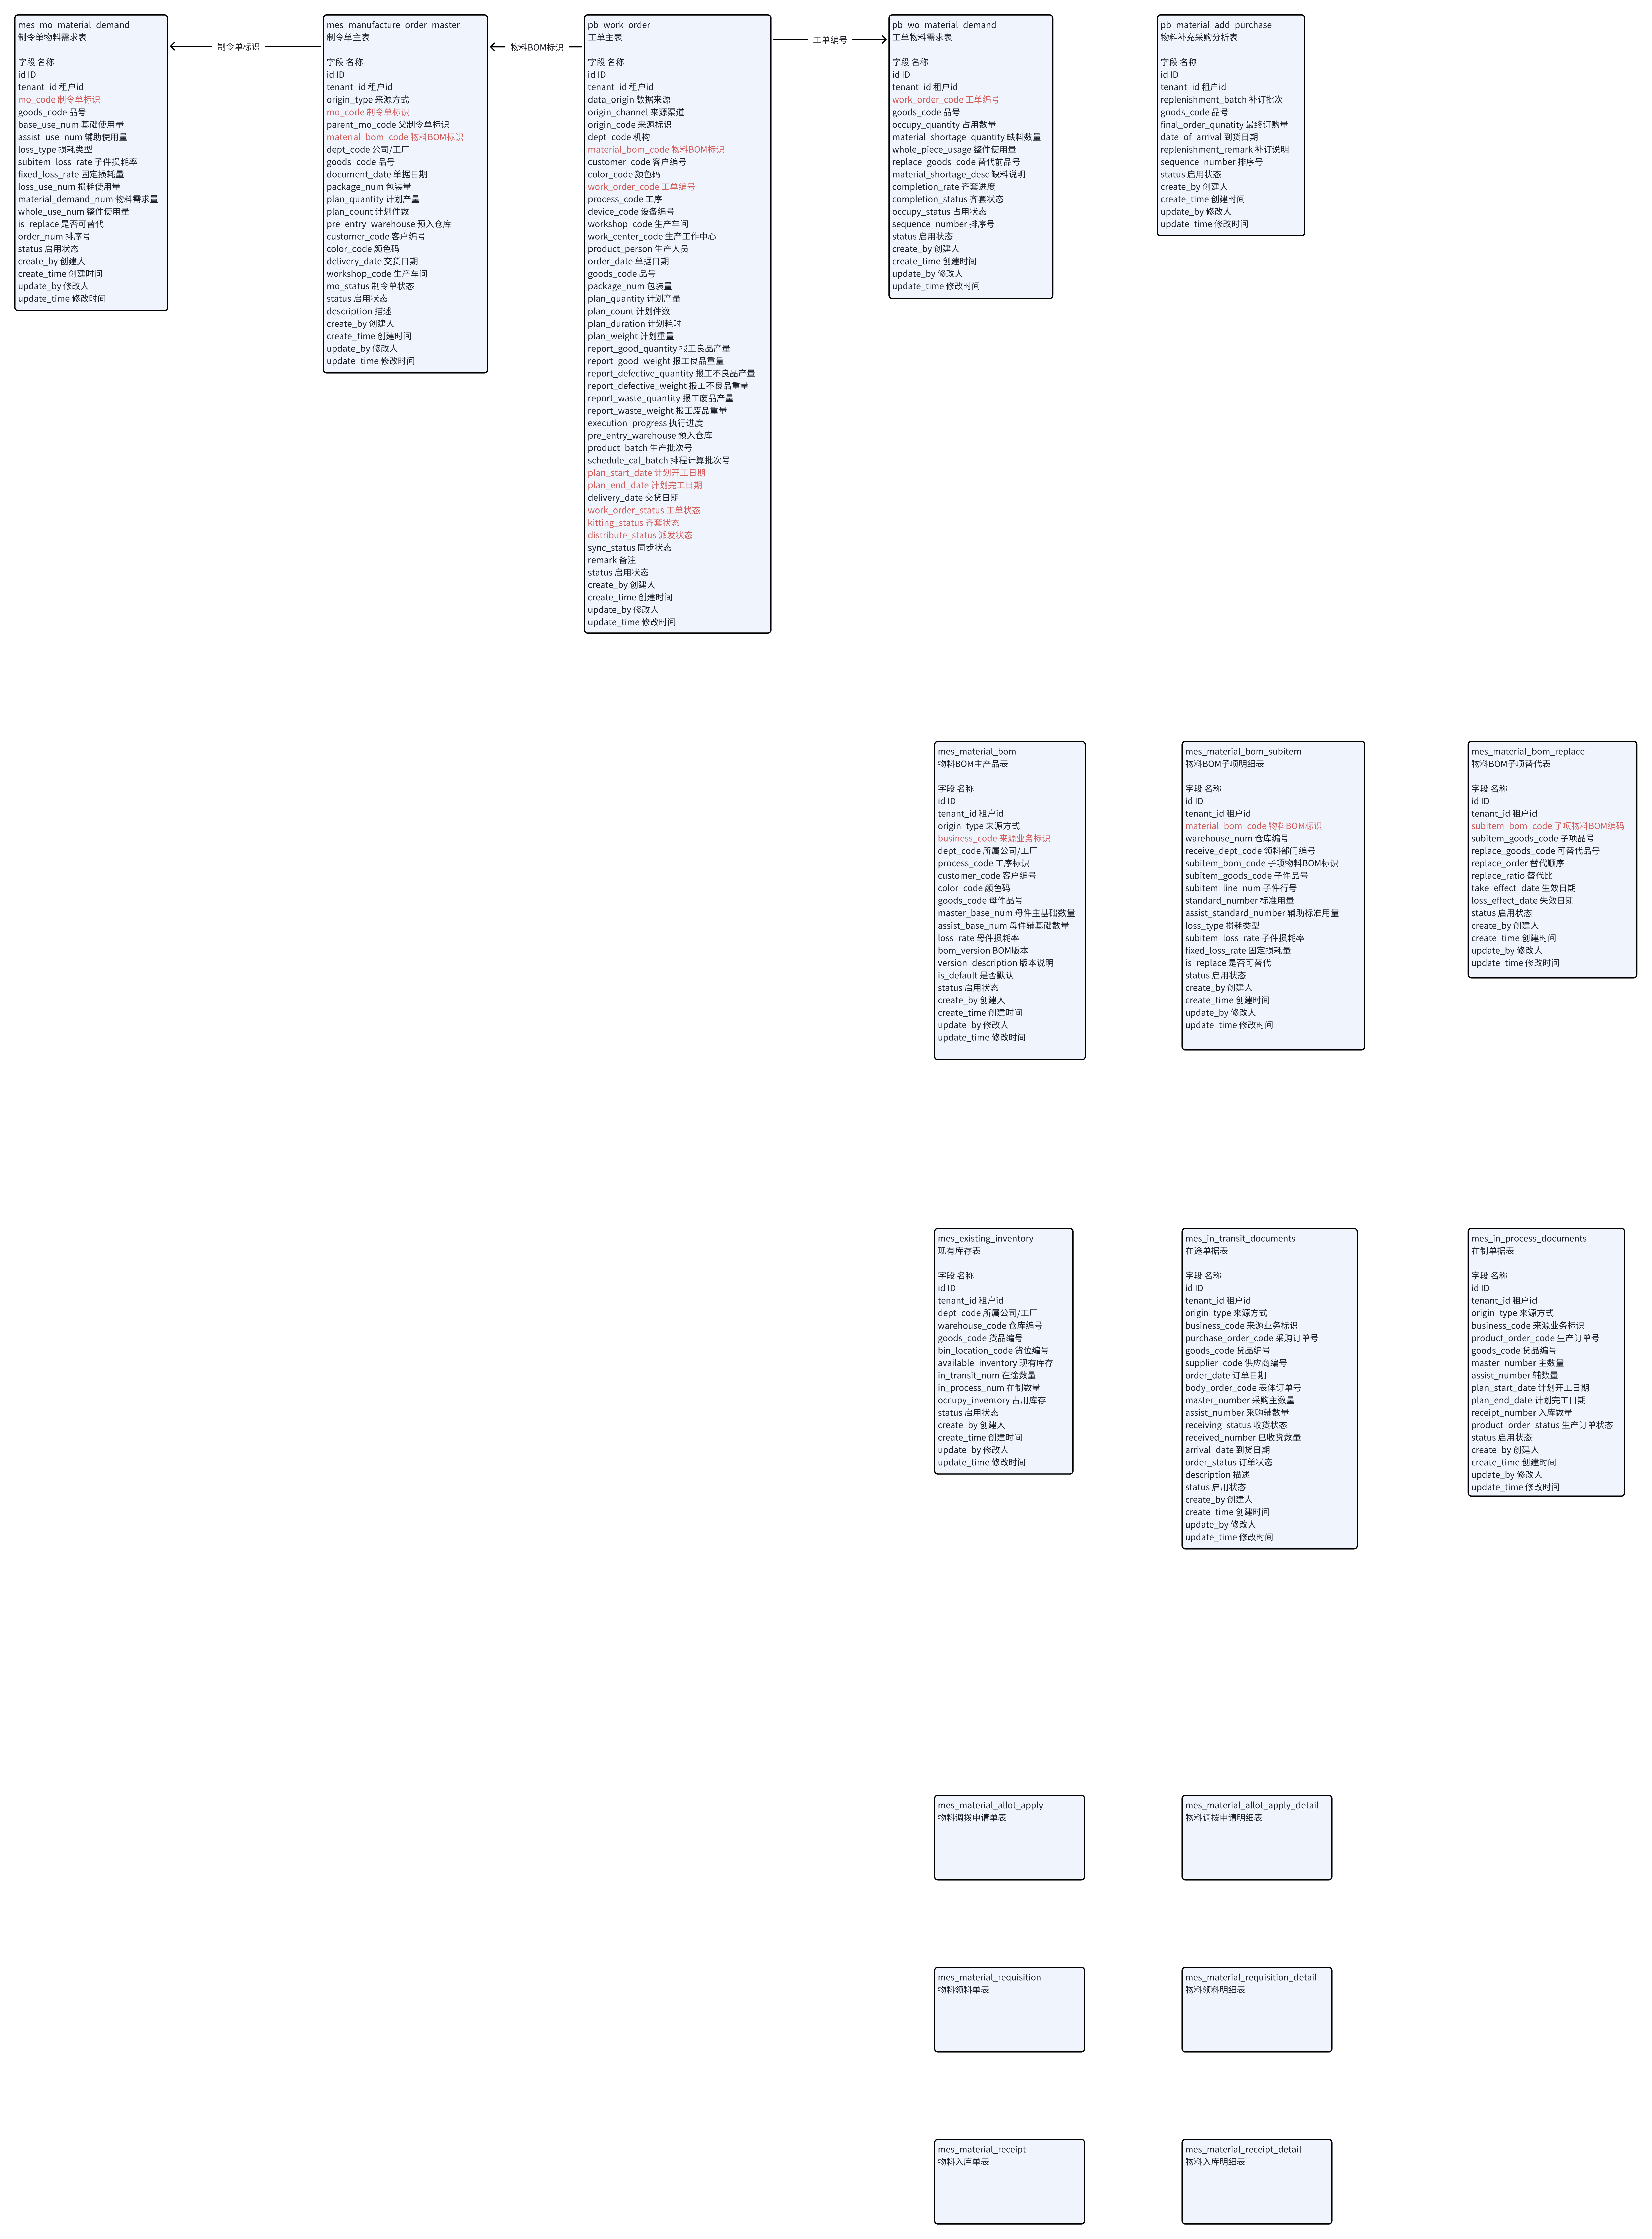 mes_mo_material_demand
制令单物料需求表
字段 名称
id ID
tenant_id 租户id
mo_code 制令单标识
goods_code 品号
base_use_num 基础使用量
assist_use_num 辅助使用量
loss_type 损耗类型
subitem_loss_rate 子件损耗率
fixed_loss_rate 固定损耗量
loss_use_num 损耗使用量
material_demand_num 物料需求量
whole_use_num 整件使用量
is_replace 是否可替代
order_num 排序号
status 启用状态
create_by 创建人
create_time 创建时间
update_by 修改人
update_time 修改时间
制令单标识
mes_manufacture_order_master
制令单主表
字段 名称
id ID
tenant_id 租户id
origin_type 来源方式
mo_code 制令单标识
parent_mo_code 父制令单标识
material_bom_code 物料BOM标识
dept_code 公司/工厂
goods_code 品号
document_date 单据日期
package_num 包装量
plan_quantity 计划产量
plan_count 计划件数
pre_entry_warehouse 预入仓库
customer_code 客户编号
color_code 颜色码
delivery_date 交货日期
workshop_code 生产车间
mo_status 制令单状态
status 启用状态
description 描述
create_by 创建人
create_time 创建时间
update_by 修改人
update_time 修改时间
物料BOM标识
pb_work_order
工单主表
字段 名称
id ID
tenant_id 租户id
data_origin 数据来源
origin_channel 来源渠道
origin_code 来源标识
dept_code 机构
material_bom_code 物料BOM标识
customer_code 客户编号
color_code 颜色码
work_order_code 工单编号
process_code 工序
device_code 设备编号
workshop_code 生产车间
work_center_code 生产工作中心
product_person 生产人员
order_date 单据日期
goods_code 品号
package_num 包装量
plan_quantity 计划产量
plan_count 计划件数
plan_duration 计划耗时
plan_weight 计划重量
report_good_quantity 报工良品产量
report_good_weight 报工良品重量
report_defective_quantity 报工不良品产量
report_defective_weight 报工不良品重量
report_waste_quantity 报工废品产量
report_waste_weight 报工废品重量
execution_progress 执行进度
pre_entry_warehouse 预入仓库
product_batch 生产批次号
schedule_cal_batch 排程计算批次号
plan_start_date 计划开工日期
plan_end_date 计划完工日期
delivery_date 交货日期
work_order_status 工单状态
kitting_status 齐套状态
distribute_status 派发状态
sync_status 同步状态
remark 备注
status 启用状态
create_by 创建人
create_time 创建时间
update_by 修改人
update_time 修改时间
工单编号
pb_wo_material_demand
工单物料需求表
字段 名称
id ID
tenant_id 租户id
work_order_code 工单编号
goods_code 品号
occupy_quantity 占用数量
material_shortage_quantity 缺料数量
whole_piece_usage 整件使用量
replace_goods_code 替代前品号
material_shortage_desc 缺料说明
completion_rate 齐套进度
completion_status 齐套状态
occupy_status 占用状态
sequence_number 排序号
status 启用状态
create_by 创建人
create_time 创建时间
update_by 修改人
update_time 修改时间
pb_material_add_purchase
物料补充采购分析表
字段 名称
id ID
tenant_id 租户id
replenishment_batch 补订批次
goods_code 品号
final_order_qunatity 最终订购量
date_of_arrival 到货日期
replenishment_remark 补订说明
sequence_number 排序号
status 启用状态
create_by 创建人
create_time 创建时间
update_by 修改人
update_time 修改时间
mes_material_bom
物料BOM主产品表
字段 名称
id ID
tenant_id 租户id
origin_type 来源方式
business_code 来源业务标识
dept_code 所属公司/工厂
process_code 工序标识
customer_code 客户编号
color_code 颜色码
goods_code 母件品号
master_base_num 母件主基础数量
assist_base_num 母件辅基础数量
loss_rate 母件损耗率
bom_version BOM版本
version_description 版本说明
is_default 是否默认
status 启用状态
create_by 创建人
create_time 创建时间
update_by 修改人
update_time 修改时间
mes_material_bom_subitem
物料BOM子项明细表
字段 名称
id ID
tenant_id 租户id
material_bom_code 物料BOM标识
warehouse_num 仓库编号
receive_dept_code 领料部门编号
subitem_bom_code 子项物料BOM标识
subitem_goods_code 子件品号
subitem_line_num 子件行号
standard_number 标准用量
assist_standard_number 辅助标准用量
loss_type 损耗类型
subitem_loss_rate 子件损耗率
fixed_loss_rate 固定损耗量
is_replace 是否可替代
status 启用状态
create_by 创建人
create_time 创建时间
update_by 修改人
update_time 修改时间
mes_material_bom_replace
物料BOM子项替代表
字段 名称
id ID
tenant_id 租户id
subitem_bom_code 子项物料BOM编码
subitem_goods_code 子项品号
replace_goods_code 可替代品号
replace_order 替代顺序
replace_ratio 替代比
take_effect_date 生效日期
loss_effect_date 失效日期
status 启用状态
create_by 创建人
create_time 创建时间
update_by 修改人
update_time 修改时间
mes_existing_inventory
现有库存表
字段 名称
id ID
tenant_id 租户id
dept_code 所属公司/工厂
warehouse_code 仓库编号
goods_code 货品编号
bin_location_code 货位编号
available_inventory 现有库存
in_transit_num 在途数量
in_process_num 在制数量
occupy_inventory 占用库存
status 启用状态
create_by 创建人
create_time 创建时间
update_by 修改人
update_time 修改时间
mes_in_transit_documents
在途单据表
字段 名称
id ID
tenant_id 租户id
origin_type 来源方式
business_code 来源业务标识
purchase_order_code 采购订单号
goods_code 货品编号
supplier_code 供应商编号
order_date 订单日期
body_order_code 表体订单号
master_number 采购主数量
assist_number 采购辅数量
receiving_status 收货状态
received_number 已收货数量
arrival_date 到货日期
order_status 订单状态
description 描述
status 启用状态
create_by 创建人
create_time 创建时间
update_by 修改人
update_time 修改时间
mes_in_process_documents
在制单据表
字段 名称
id ID
tenant_id 租户id
origin_type 来源方式
business_code 来源业务标识
product_order_code 生产订单号
goods_code 货品编号
master_number 主数量
assist_number 辅数量
plan_start_date 计划开工日期
plan_end_date 计划完工日期
receipt_number 入库数量
product_order_status 生产订单状态
status 启用状态
create_by 创建人
create_time 创建时间
update_by 修改人
update_time 修改时间
mes_material_allot_apply
物料调拨申请单表
mes_material_allot_apply_detail
物料调拨申请明细表
mes_material_requisition
物料领料单表
mes_material_requisition_detail
物料领料明细表
mes_material_receipt
物料入库单表
mes_material_receipt_detail
物料入库明细表